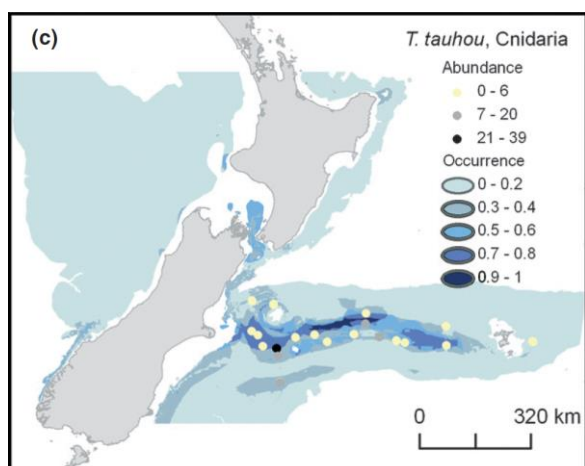 (c)
T. tauhou, Cnidaria
Abundance
0 - 6
7 - 20
21 - 39
Occurrence
0 - 0.2
0.3 - 0.4
0.5 - 0.6
0.7 - 0.8
0.9 - 1
0 320 km